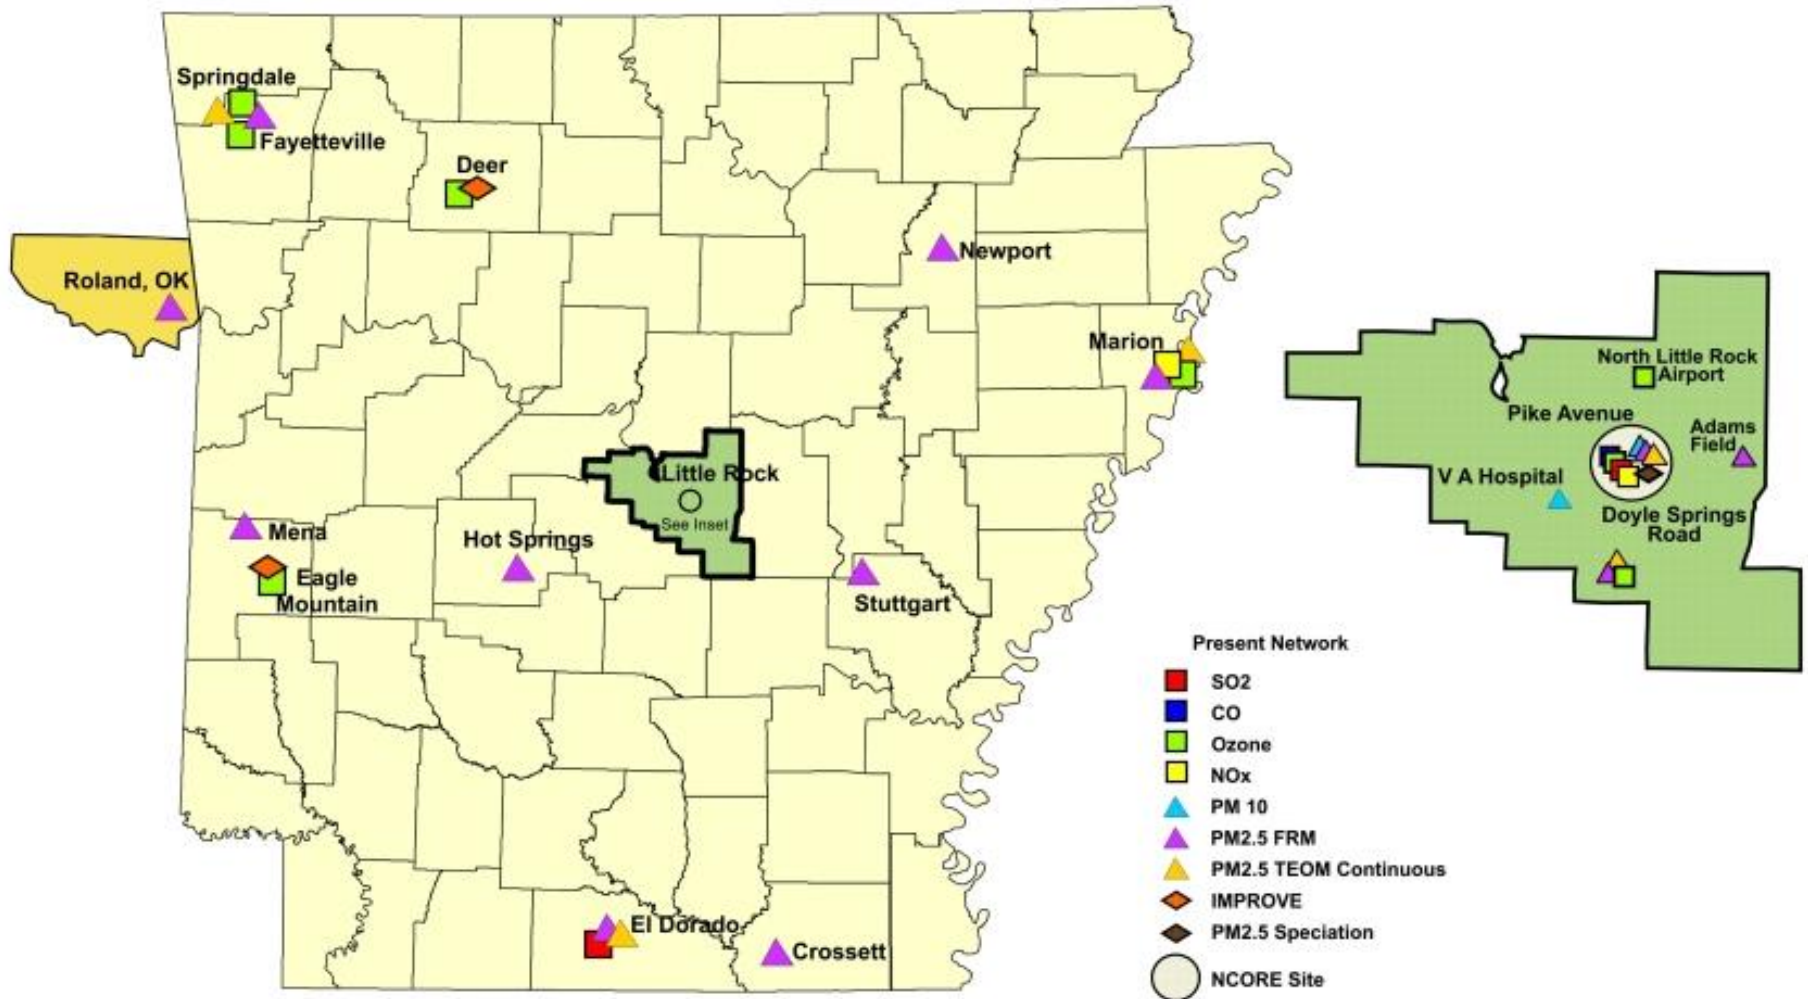 Springdale
Fayetteville
Deer
Roland, OK
Newport
Marion
Little Rock
See Inset
Mena
Eagle
Mountain
Hot Springs
Stuttgart
El Dorado
Crossett
North Little Rock
Airport
Pike Avenue
Adams
Field
V A Hospital
Doyle Springs
Road
Present Network
SO2
CO
Ozone
NOx
PM 10
PM2.5 FRM
PM2.5 TEOM Continuous
IMPROVE
PM2.5 Speciation
NCORE Site